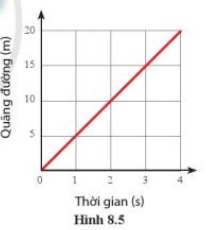 Quãng đường (m)
20
15
10
5
0 1 2 3 4
Thời gian (s)
Hình 8.5